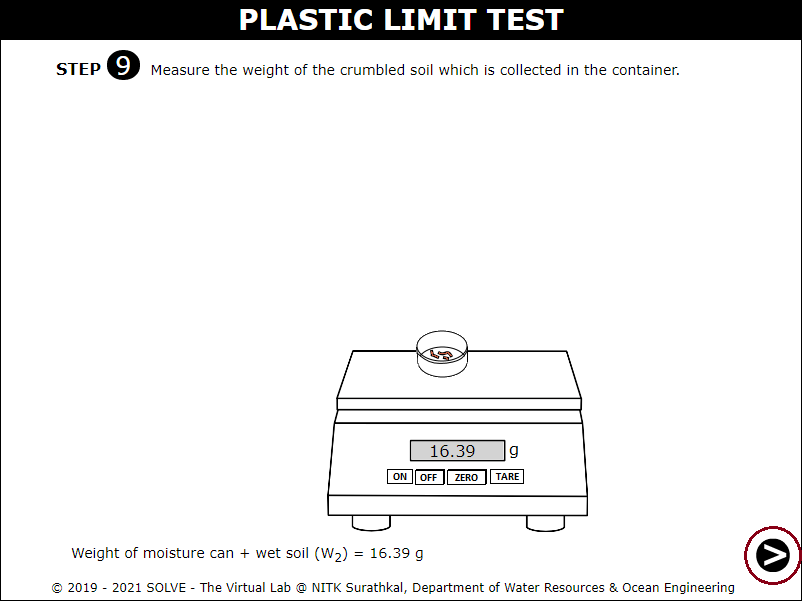 PLASTIC LIMIT TEST
STEP 9 Measure the weight of the crumbled soil which is collected in the container.
16.39 g
ON OFF ZERO TARE
Weight of moisture can + wet soil (W2) = 16.39 g
>
© 2019 - 2021 SOLVE - The Virtual Lab @ NITK Surathkal, Department of Water Resources & Ocean Engineering